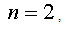 n = 2 ,